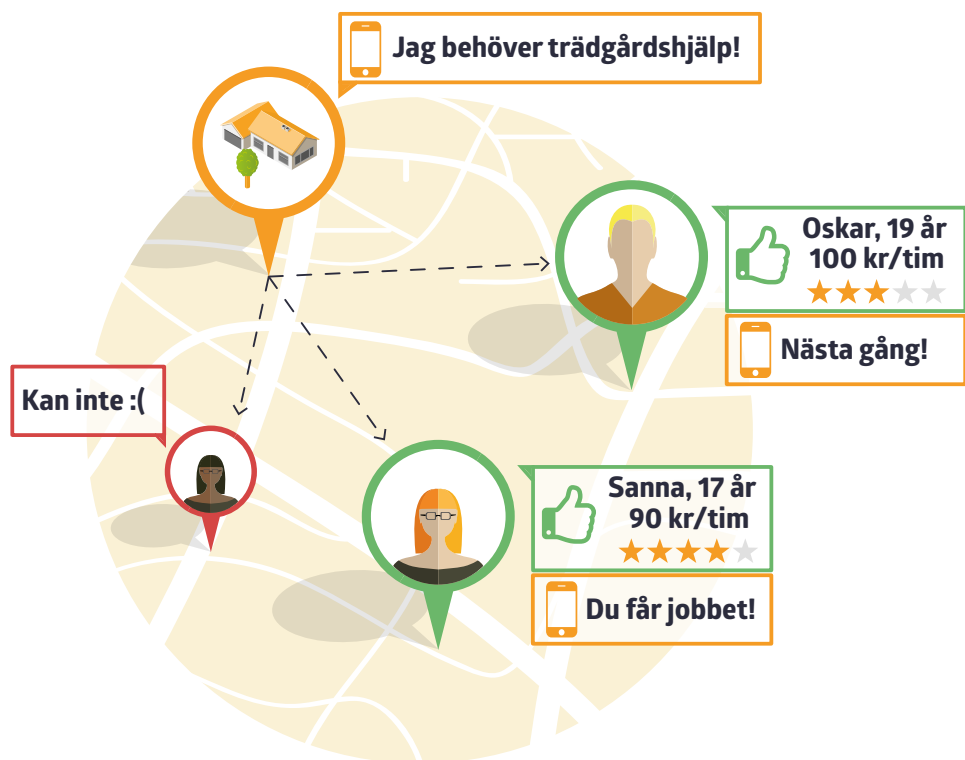 Jag behöver trädgårdshjälp!
Oskar, 19 år
100 kr/tim
Nästa gång!
Kan inte :(
Sanna, 17 år
90 kr/tim
Du får jobbet!